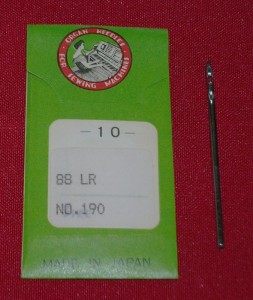 ORGAN NEEDLES
FOR SEWING MACHINES
- 10 -
88 LR
NO.190
MADE IN JAPAN